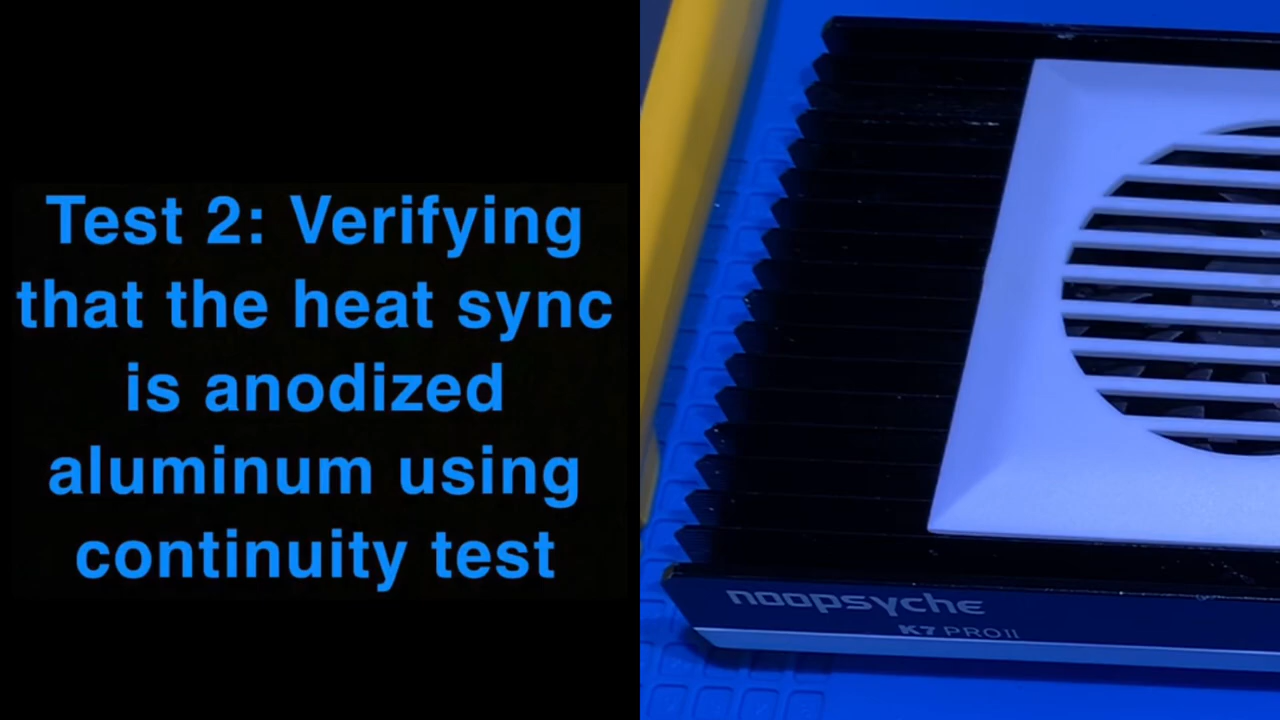 Test 2: Verifying
that the heat sync
is anodized
aluminum using
continuity test
noopsyche
K7 PROII